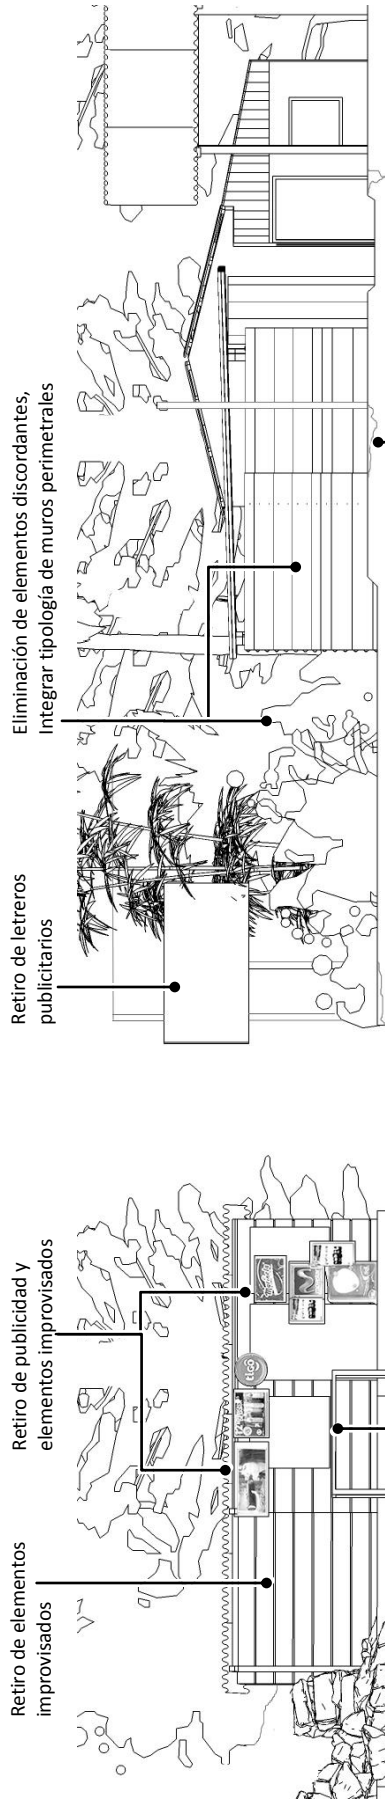 Retiro de elementos
improvisados
Retiro de publicidad y
elementos improvisados
Retiro de letreros
publicitarios
Eliminación de elementos discordantes,
Integrar tipología de muros perimetrales
tigo